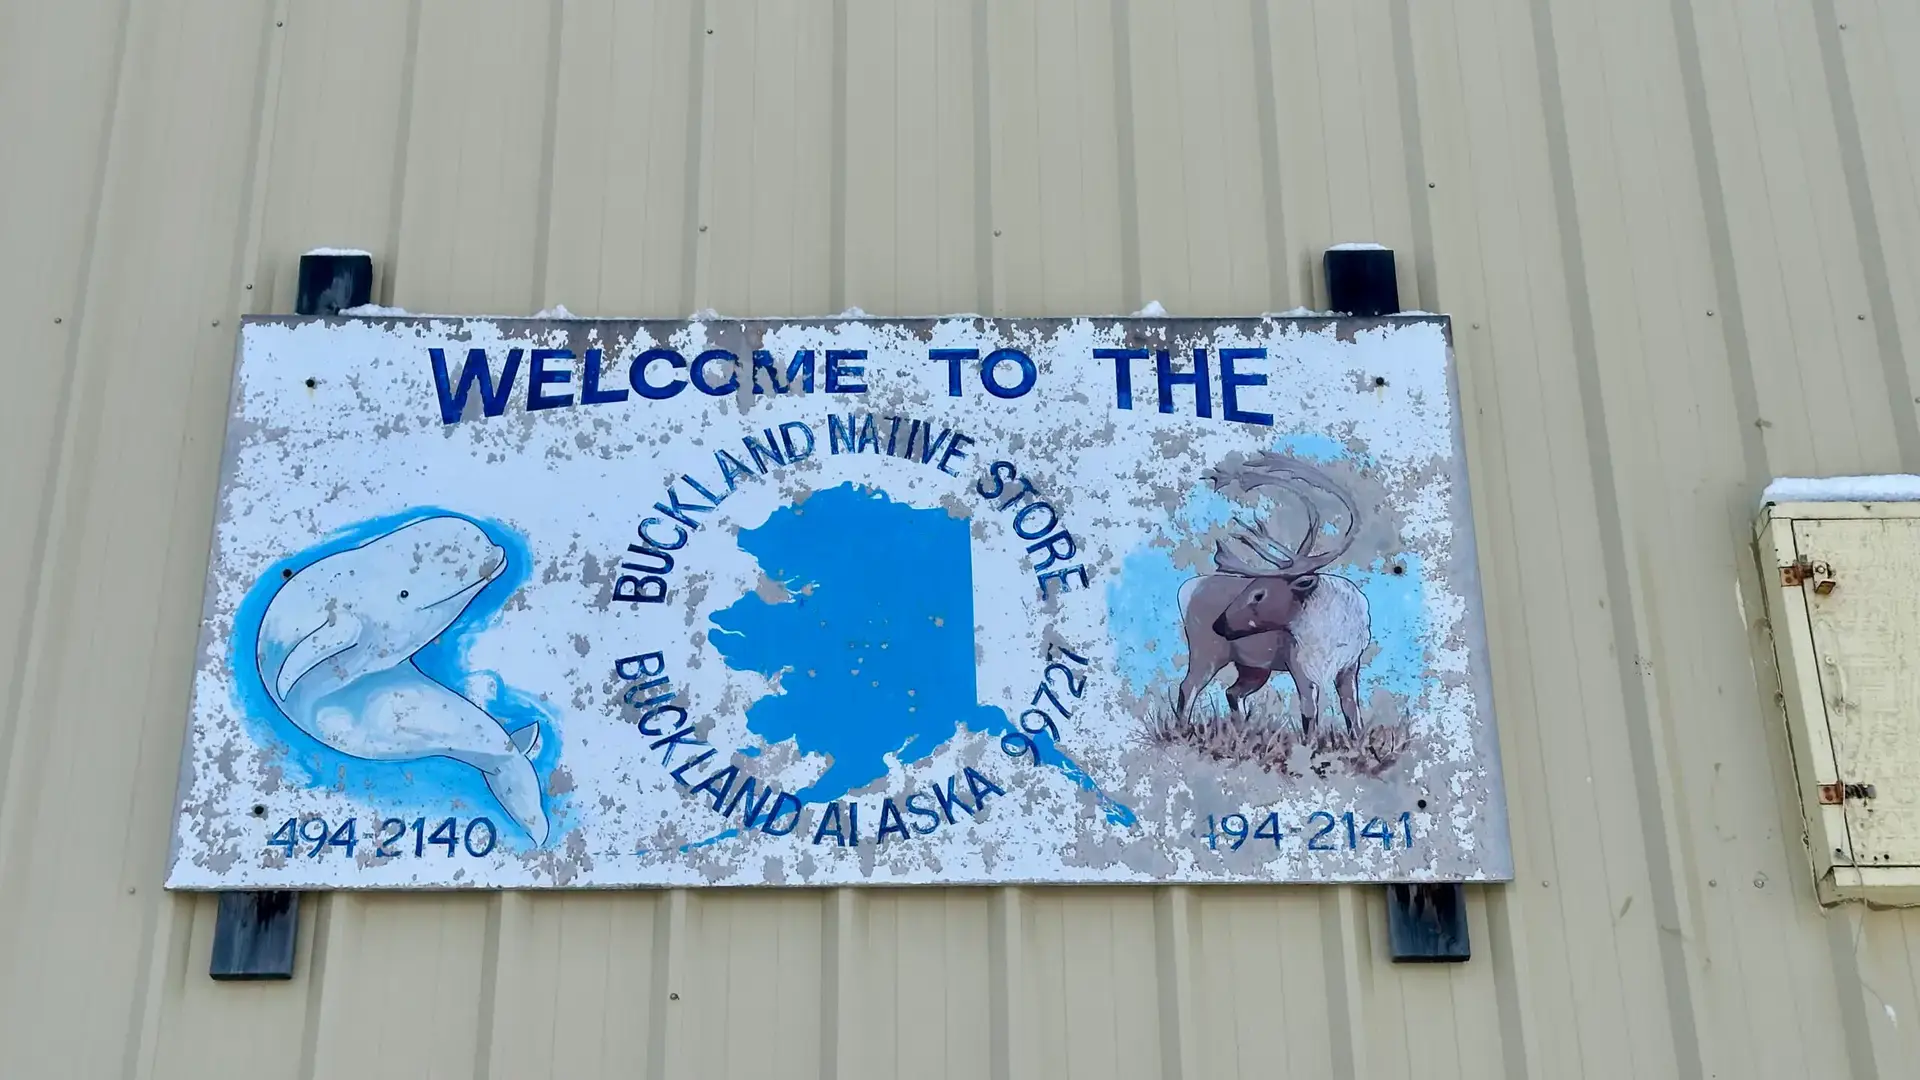 WELCOME TO THE
BUCKLAND NATIVE STORE
BUCKLAND ALASKA 99727
494-2140
494-2141